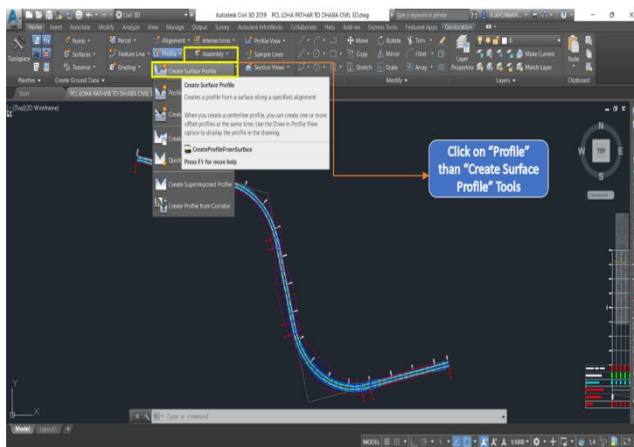 Civil 3D
Autodesk Civil 3D 2019 PCL LOHA PATHAR TO DHABA CIVIL 3D.dwg
Type a keyword or phrase
Home Insert Annotate Modify Analyze View Manage Output Survey Autodesk InfraWorks Collaborate Help Add-ins Express Tools Featured Apps Geolocation
Toolspace
Points Parcel Alignment Intersections Profile View Move Rotate Trim
Surfaces Feature Line Profile Assembly Sample Lines Copy Mirror Fillet
Traverse Grading Section Views Stretch Scale Array
Layer Properties
Make Current
Match Layer
Paste
Palettes Create Ground Data Modify Layers Clipboard
Start PCL LOHA PATHAR TO DHABA CIVIL
[-][Top][2D Wireframe]
Create Surface Profile
Create Surface Profile
Creates a profile from a surface along a specified alignment
When you create a centerline profile, you can create one or more
offset profiles at the same time. Use the Draw in Profile View
option to display the profile in the drawing.
CreateProfileFromSurface
Press F1 for more help
Create Superimposed Profile
Create Profile from Corridor
Click on “Profile”
than “Create Surface
Profile” Tools
N
W TOP E
S
Y
X
Type a command
Model Layout1 +
MODEL